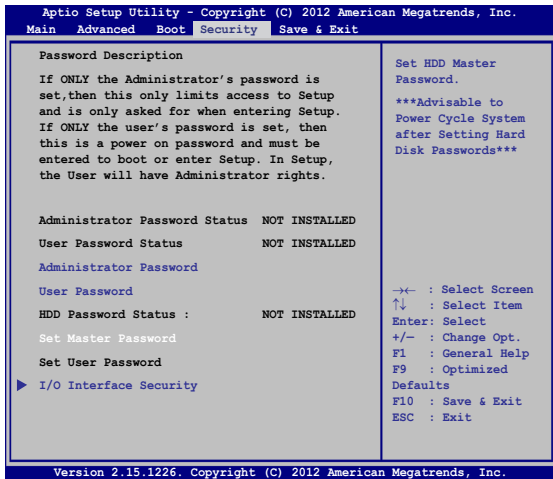 Aptio Setup Utility - Copyright (C) 2012 American Megatrends, Inc.
Main Advanced Boot Security Save & Exit
Password Description
If ONLY the Administrator's password is
set,then this only limits access to Setup
and is only asked for when entering Setup.
If ONLY the user's password is set, then
this is a power on password and must be
entered to boot or enter Setup. In Setup,
the User will have Administrator rights.
Administrator Password Status NOT INSTALLED
User Password Status NOT INSTALLED
Administrator Password
User Password
HDD Password Status : NOT INSTALLED
Set Master Password
Set User Password
I/O Interface Security
Set HDD Master
Password.
***Advisable to
Power Cycle System
after Setting Hard
Disk Passwords***
→← : Select Screen
↑↓ : Select Item
Enter: Select
+/— : Change Opt.
F1 : General Help
F9 : Optimized
Defaults
F10 : Save & Exit
ESC : Exit
Version 2.15.1226. Copyright (C) 2012 American Megatrends, Inc.